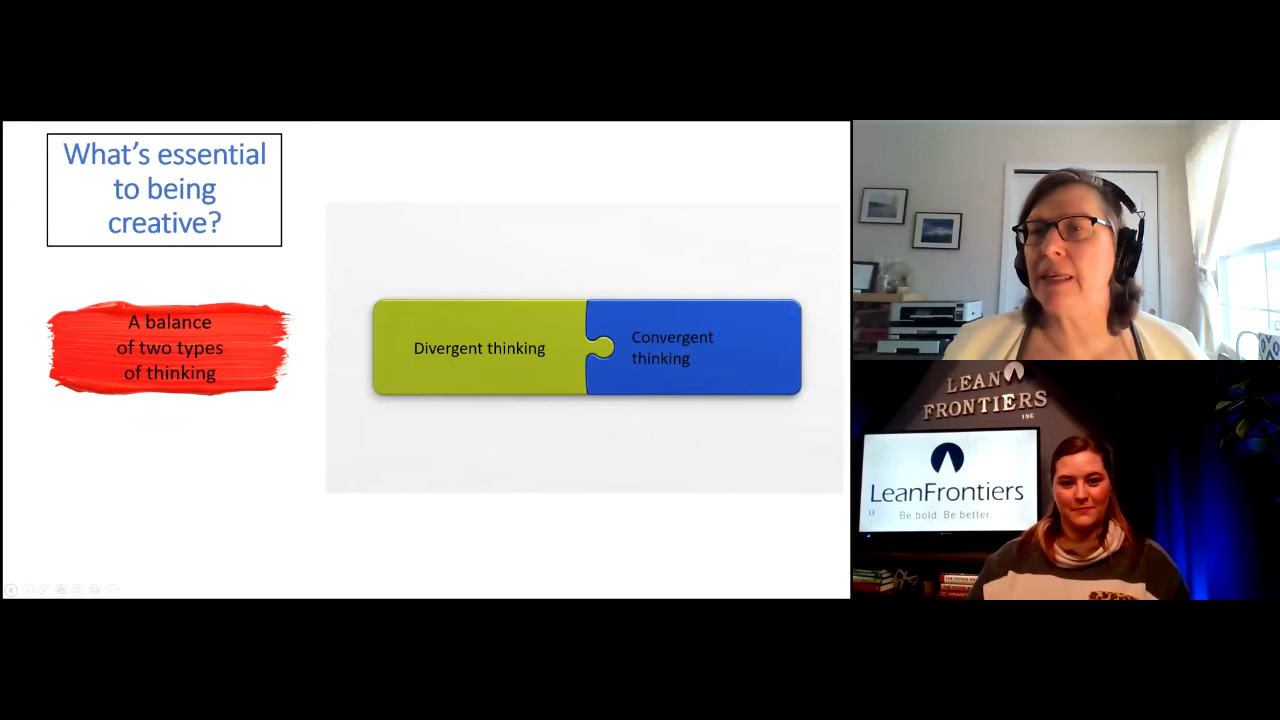 What's essential
to being
creative?
A balance
of two types
of thinking
Divergent thinking
Convergent
thinking
LEAN
FRONTIERS
INC
LeanFrontiers
Be bold. Be better.